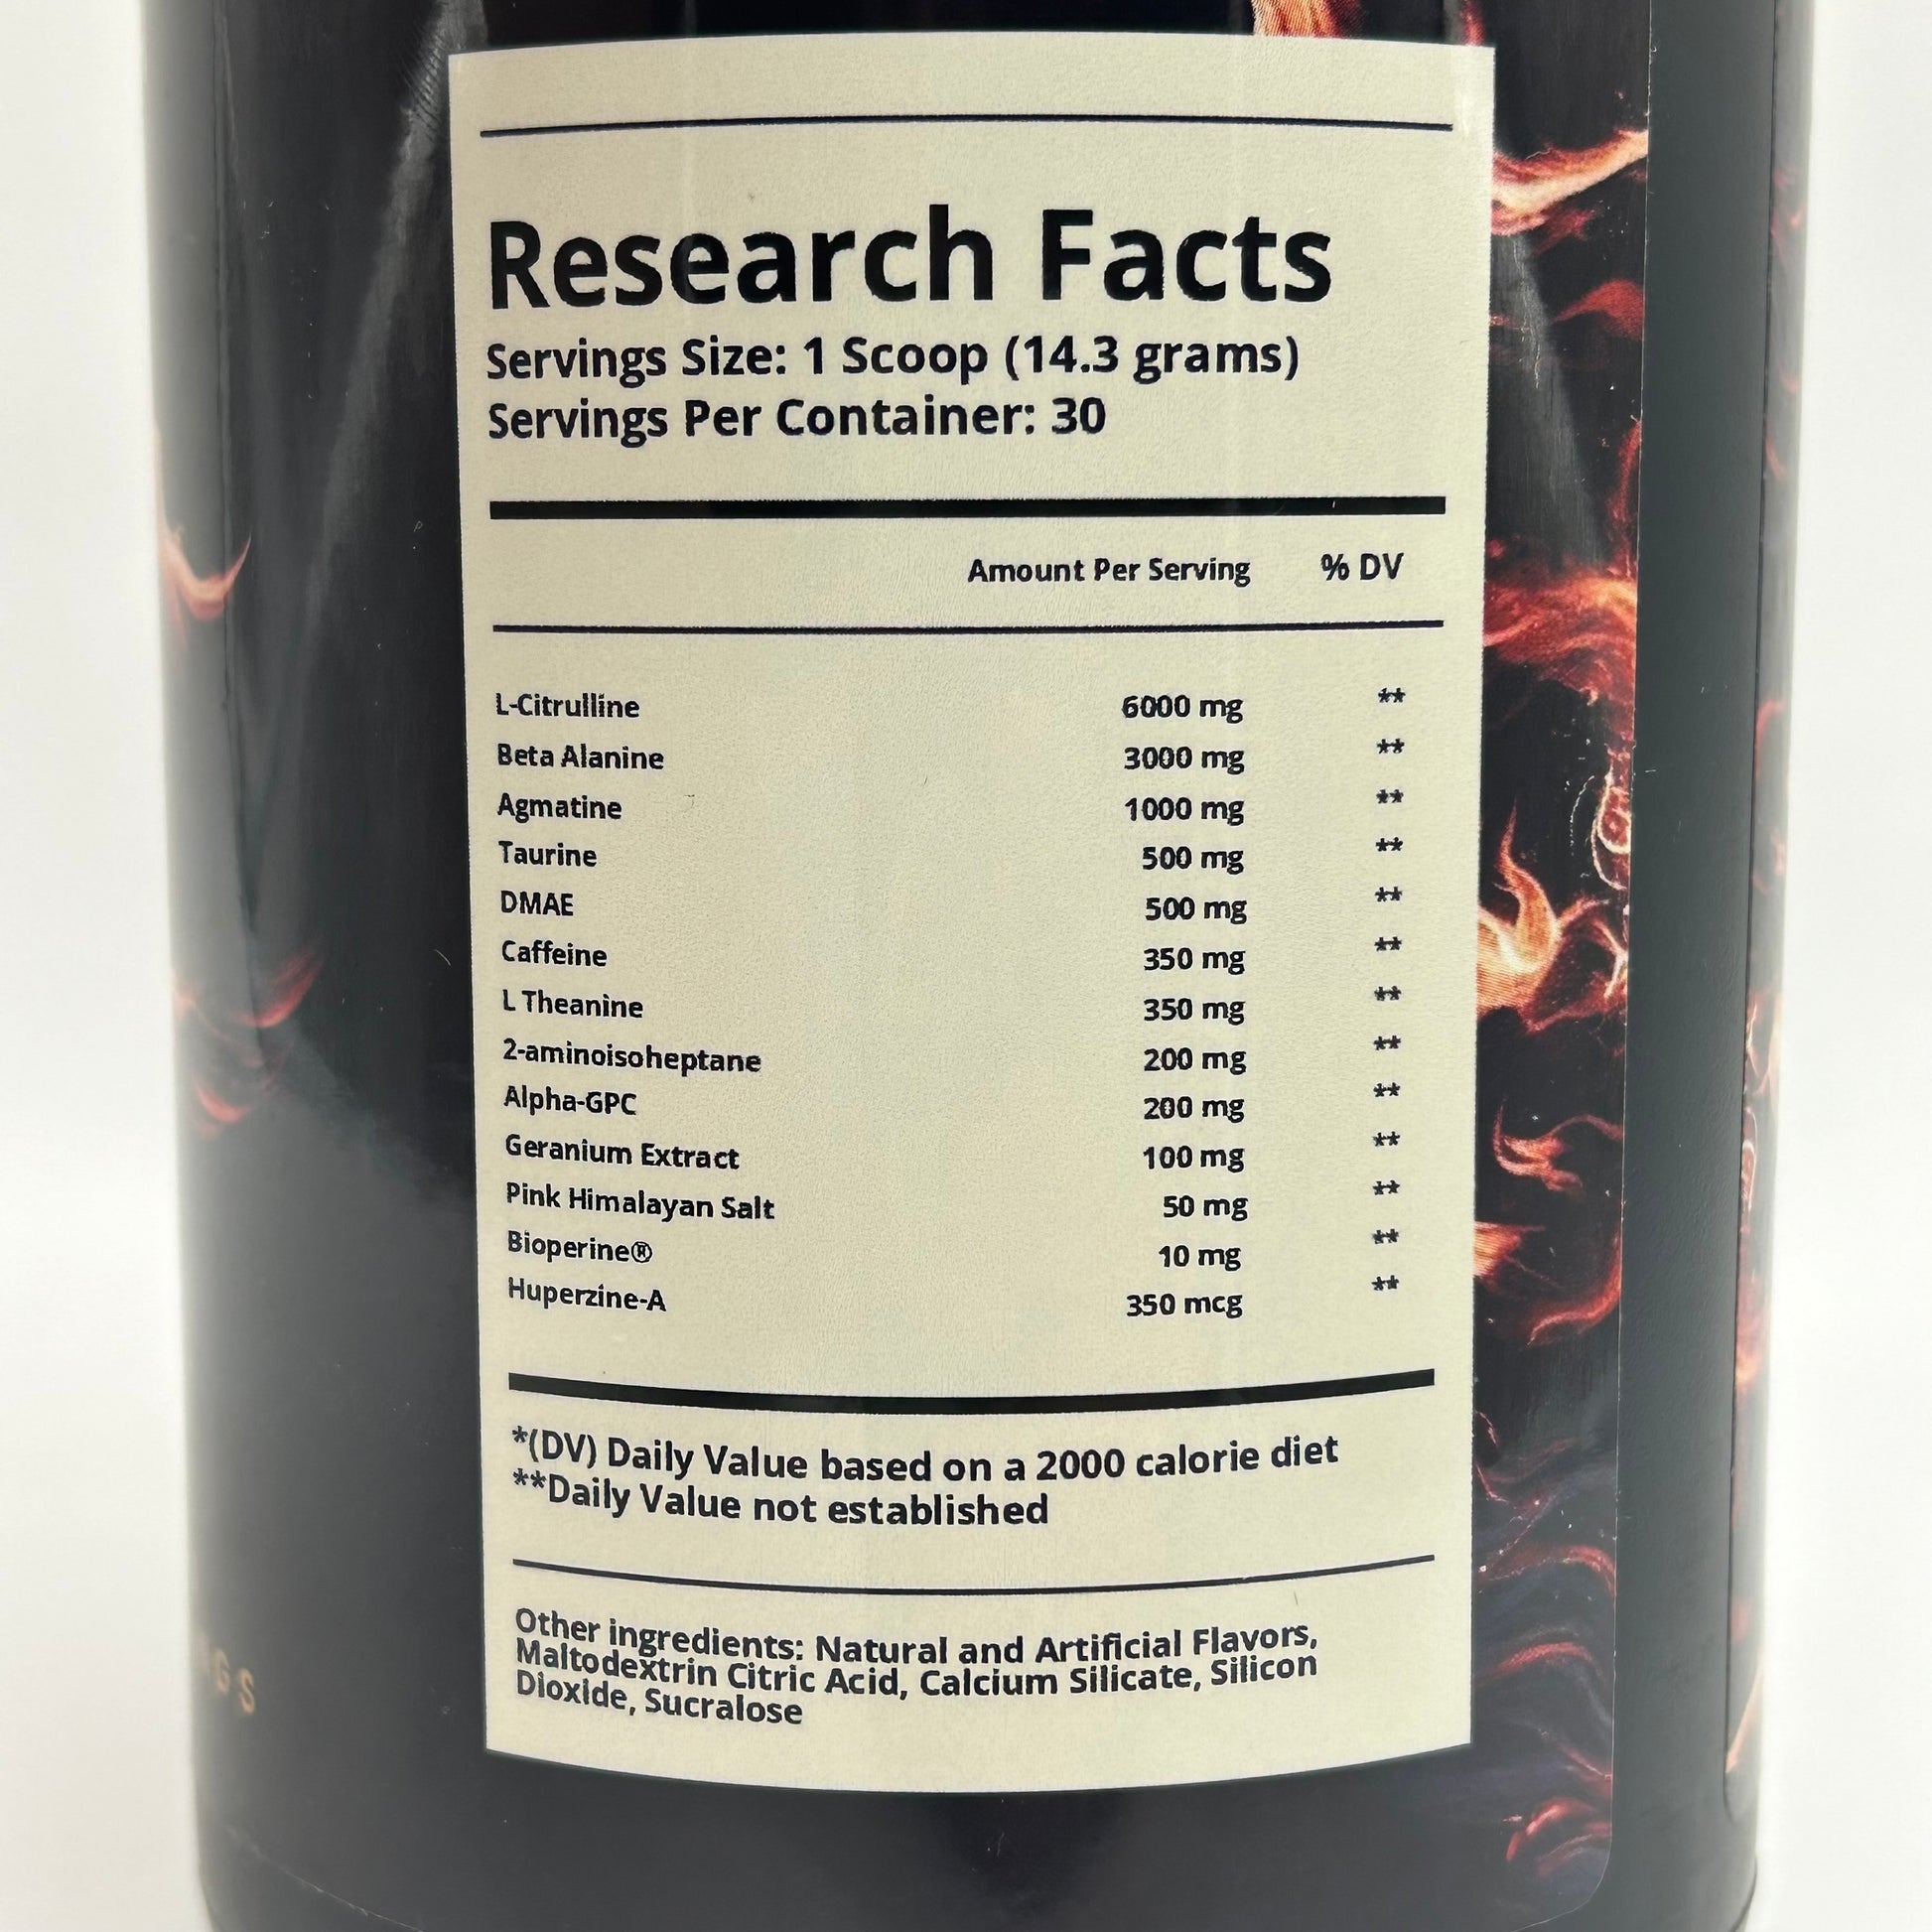 Research Facts
Servings Size: 1 Scoop (14.3 grams)
Servings Per Container: 30
Amount Per Serving % DV
L-Citrulline 6000 mg **
Beta Alanine 3000 mg **
Agmatine 1000 mg **
Taurine 500 mg **
DMAE 500 mg **
Caffeine 350 mg **
L Theanine 350 mg **
2-aminoisoheptane 200 mg **
Alpha-GPC 200 mg **
Geranium Extract 100 mg **
Pink Himalayan Salt 50 mg **
Bioperine® 10 mg **
Huperzine-A 350 mcg **
*(DV) Daily Value based on a 2000 calorie diet
**Daily Value not established
Other ingredients: Natural and Artificial Flavors,
Maltodextrin Citric Acid, Calcium Silicate, Silicon
Dioxide, Sucralose